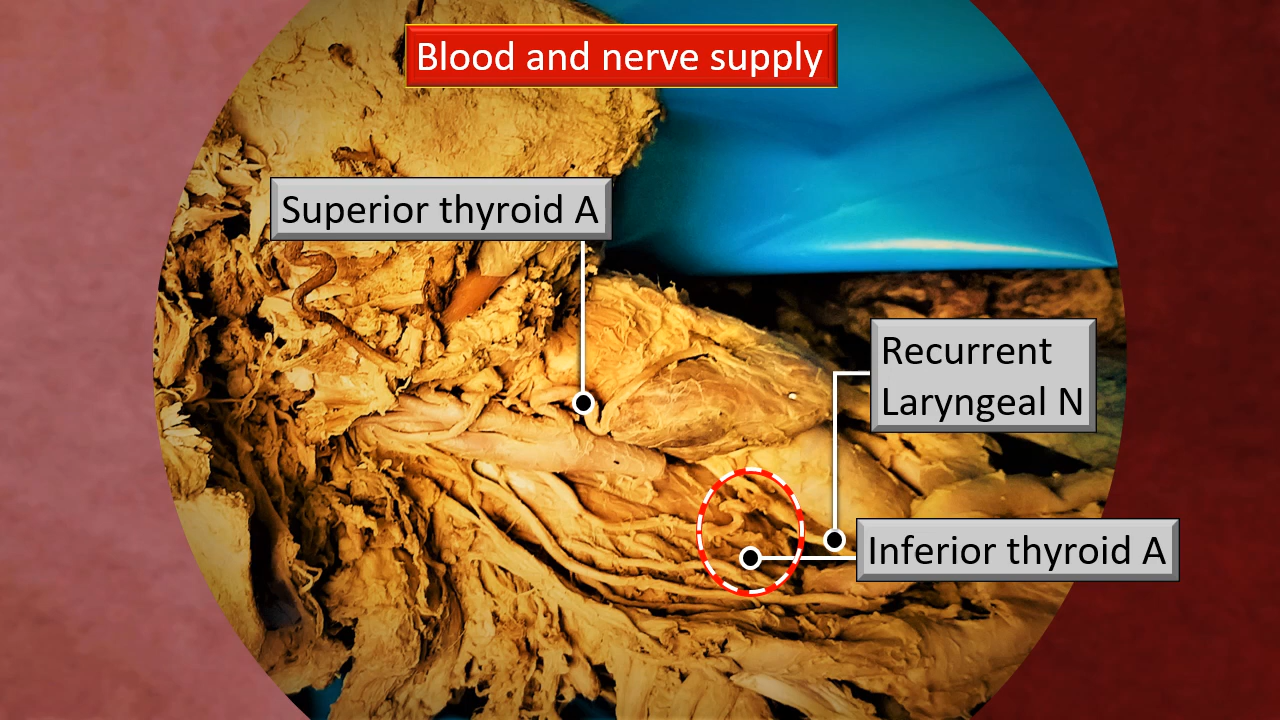 Blood and nerve supply
Superior thyroid A
Recurrent
Laryngeal N
Inferior thyroid A